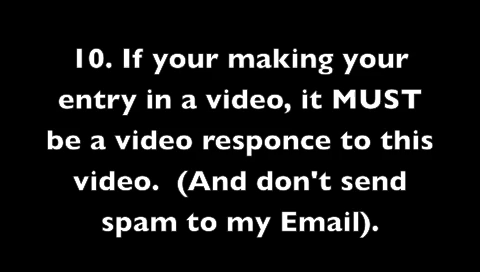 10. If your making your
entry in a video, it MUST
be a video responce to this
video.  (And don't send
spam to my Email).